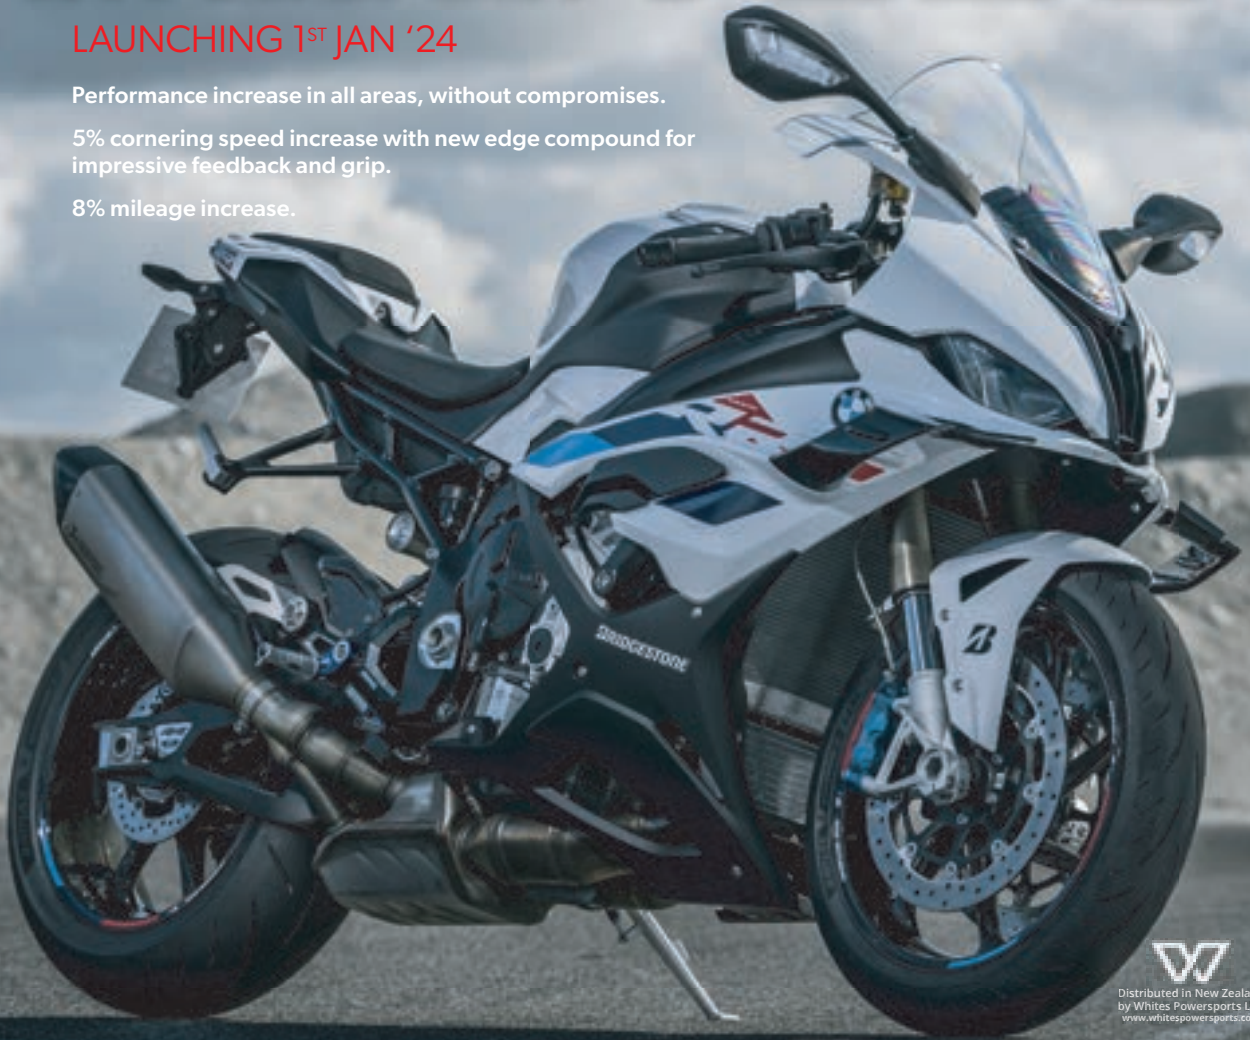 LAUNCHING 1ST JAN ‘24
Performance increase in all areas, without compromises.
5% cornering speed increase with new edge compound for
impressive feedback and grip.
8% mileage increase.
BRIDGESTONE
B
Distributed in New Zeala
by Whites Powersports L
www.whitespowersports.co